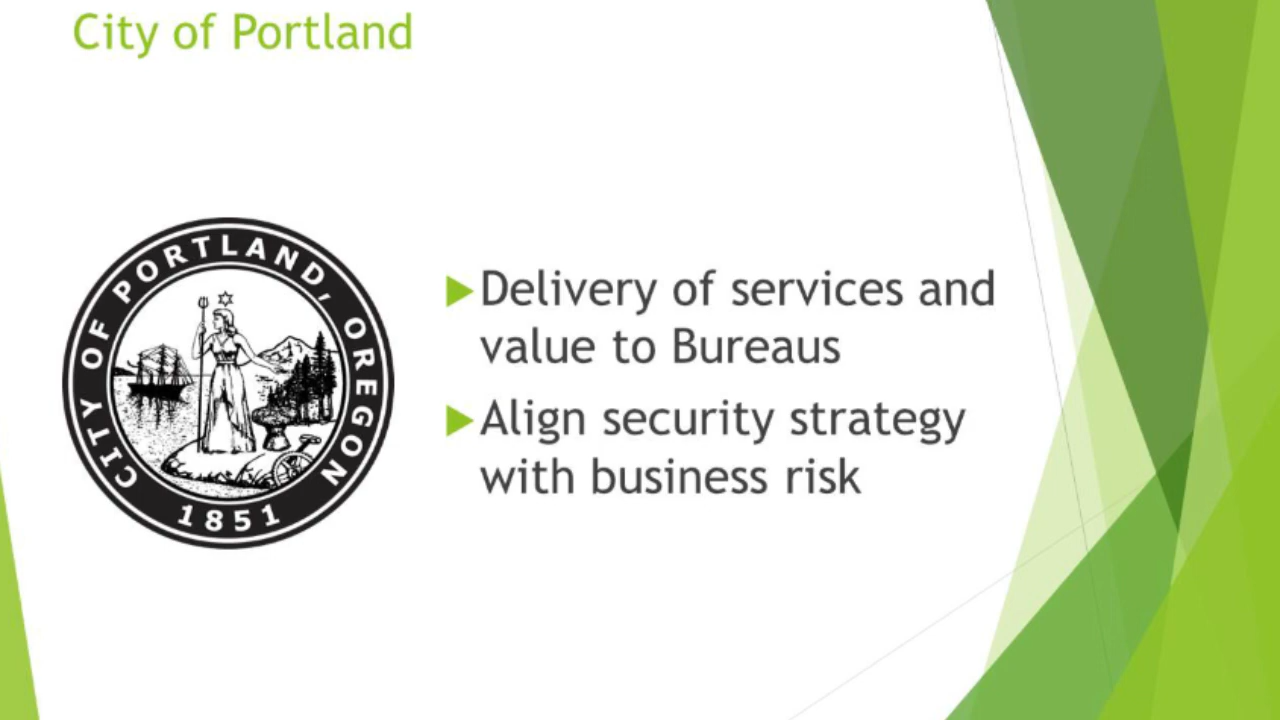 City of Portland
CITY OF PORTLAND, OREGON
1851
Delivery of services and
value to Bureaus
Align security strategy
with business risk